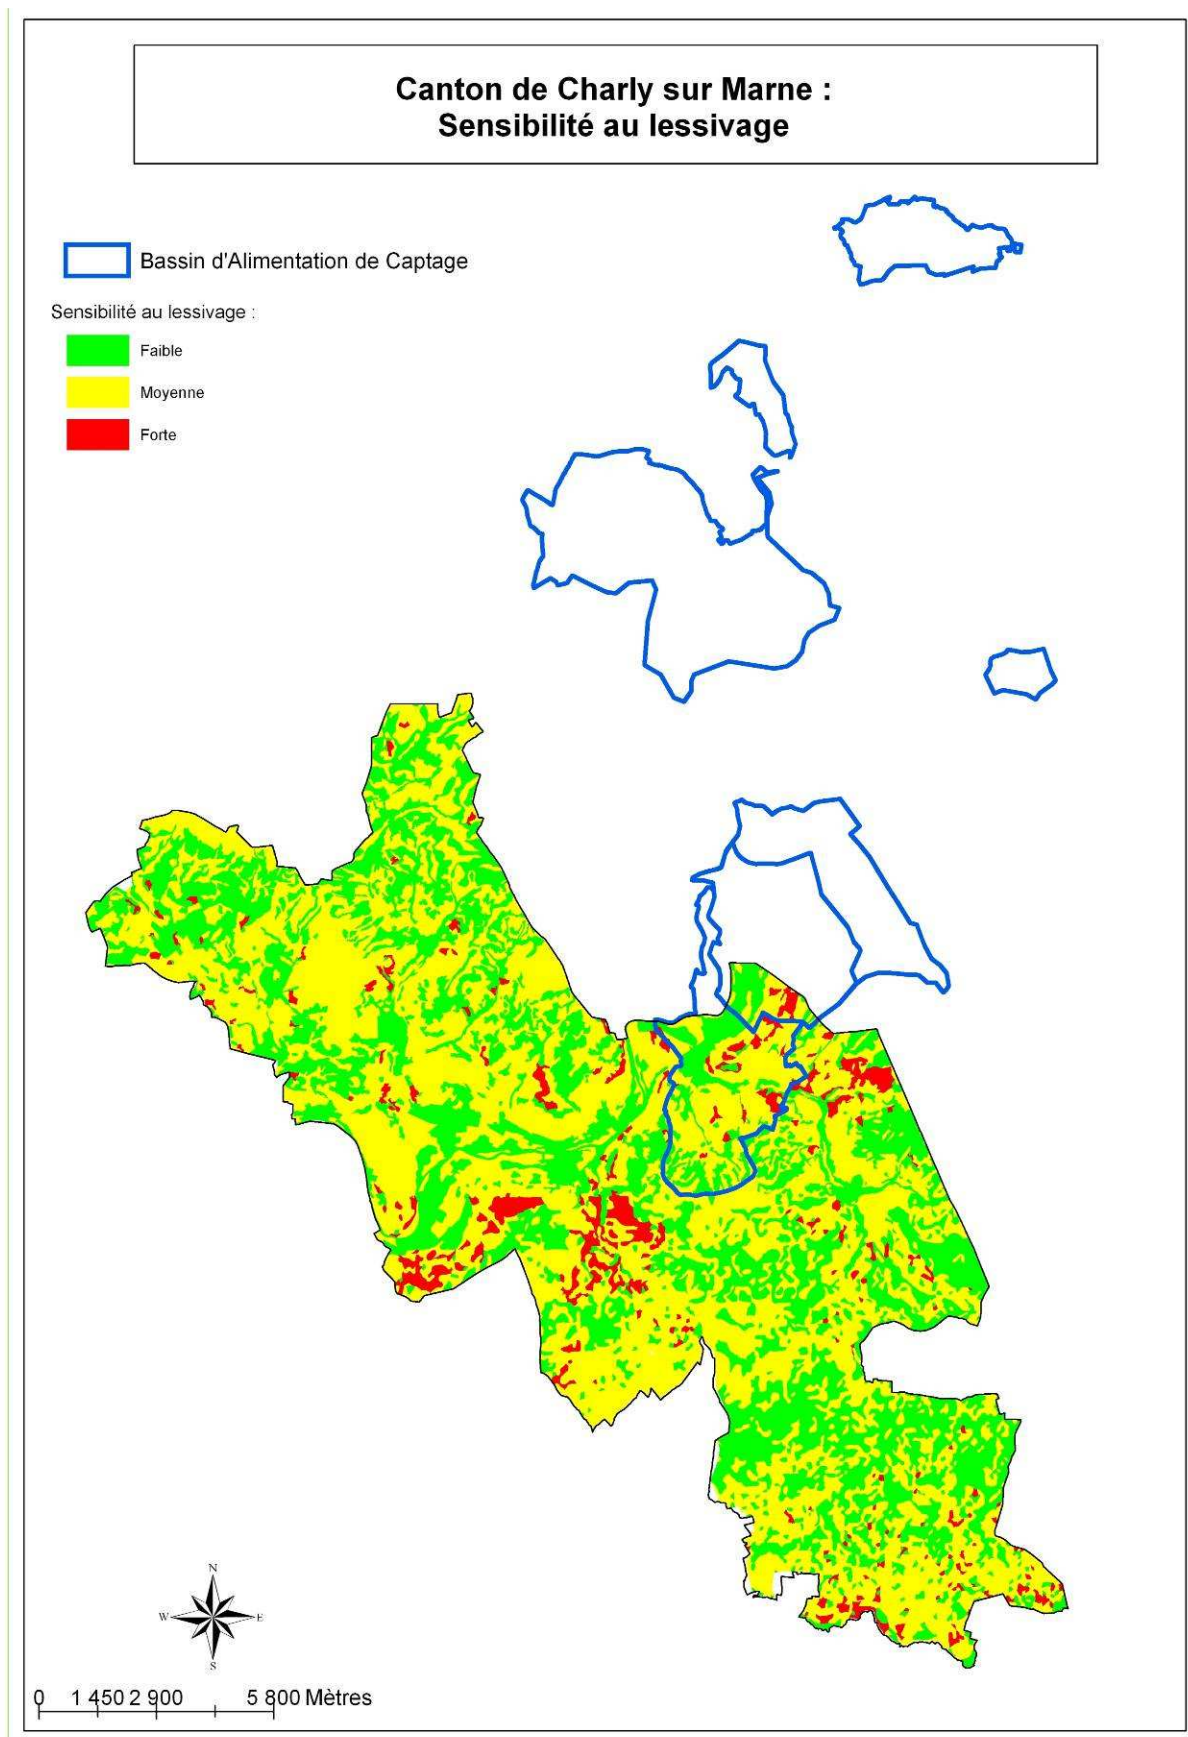 Canton de Charly sur Marne :
Sensibilité au lessivage
Bassin d'Alimentation de Captage
Sensibilité au lessivage :
Faible
Moyenne
Forte
N
W E
S
0 1 450 2 900 5 800 Mètres